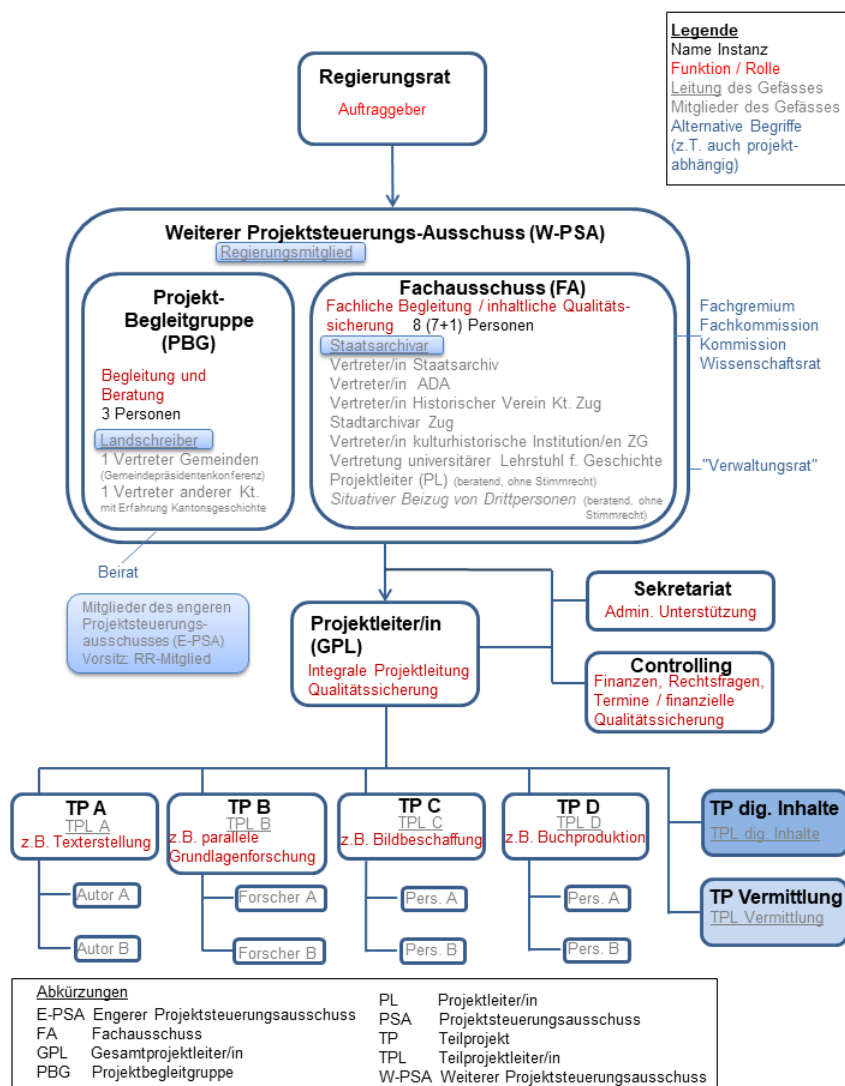 Legende
Name Instanz
Funktion / Rolle
Leitung des Gefässes
Mitglieder des Gefässes
Alternative Begriffe
(z.T. auch projekt-
abhängig)
Regierungsrat
Auftraggeber
Weiterer Projektsteuerungs-Ausschuss (W-PSA)
Regierungsmitglied
Projekt-
Begleitgruppe
(PBG)
Begleitung und
Beratung
3 Personen
Landschreiber
1 Vertreter Gemeinden
(Gemeindepräsidentenkonferenz)
1 Vertreter anderer Kt.
mit Erfahrung Kantonsgeschichte
Fachausschuss (FA)
Fachliche Begleitung / inhaltliche Qualitäts-
sicherung 8 (7+1) Personen
Staatsarchivar
Vertreter/in Staatsarchiv
Vertreter/in ADA
Vertreter/in Historischer Verein Kt. Zug
Stadtarchivar Zug
Vertreter/in kulturhistorische Institution/en ZG
Vertretung universitärer Lehrstuhl f. Geschichte
Projektleiter (PL) (beratend, ohne Stimmrecht)
Situativer Beizug von Drittpersonen (beratend, ohne
Stimmrecht)
Fachgremium
Fachkommission
Kommission
Wissenschaftsrat
"Verwaltungsrat"
Beirat
Mitglieder des engeren
Projektsteuerungs-
ausschusses (E-PSA)
Vorsitz: RR-Mitglied
Projektleiter/in
(GPL)
Integrale Projektleitung
Qualitätssicherung
Sekretariat
Admin. Unterstützung
Controlling
Finanzen, Rechtsfragen,
Termine / finanzielle
Qualitätssicherung
TP A
TPL A
z.B. Texterstellung
Autor A
Autor B
TP B
TPL B
z.B. parallele
Grundlagenforschung
Forscher A
Forscher B
TP C
TPL C
z.B. Bildbeschaffung
Pers. A
Pers. B
TP D
TPL D
z.B. Buchproduktion
Pers. A
Pers. B
TP dig. Inhalte
TPL dig. Inhalte
TP Vermittlung
TPL Vermittlung
Abkürzungen
E-PSA Engerer Projektsteuerungsausschuss
FA Fachausschuss
GPL Gesamtprojektleiter/in
PBG Projektbegleitgruppe
PL Projektleiter/in
PSA Projektsteuerungsausschuss
TP Teilprojekt
TPL Teilprojektleiter/in
W-PSA Weiterer Projektsteuerungsausschuss